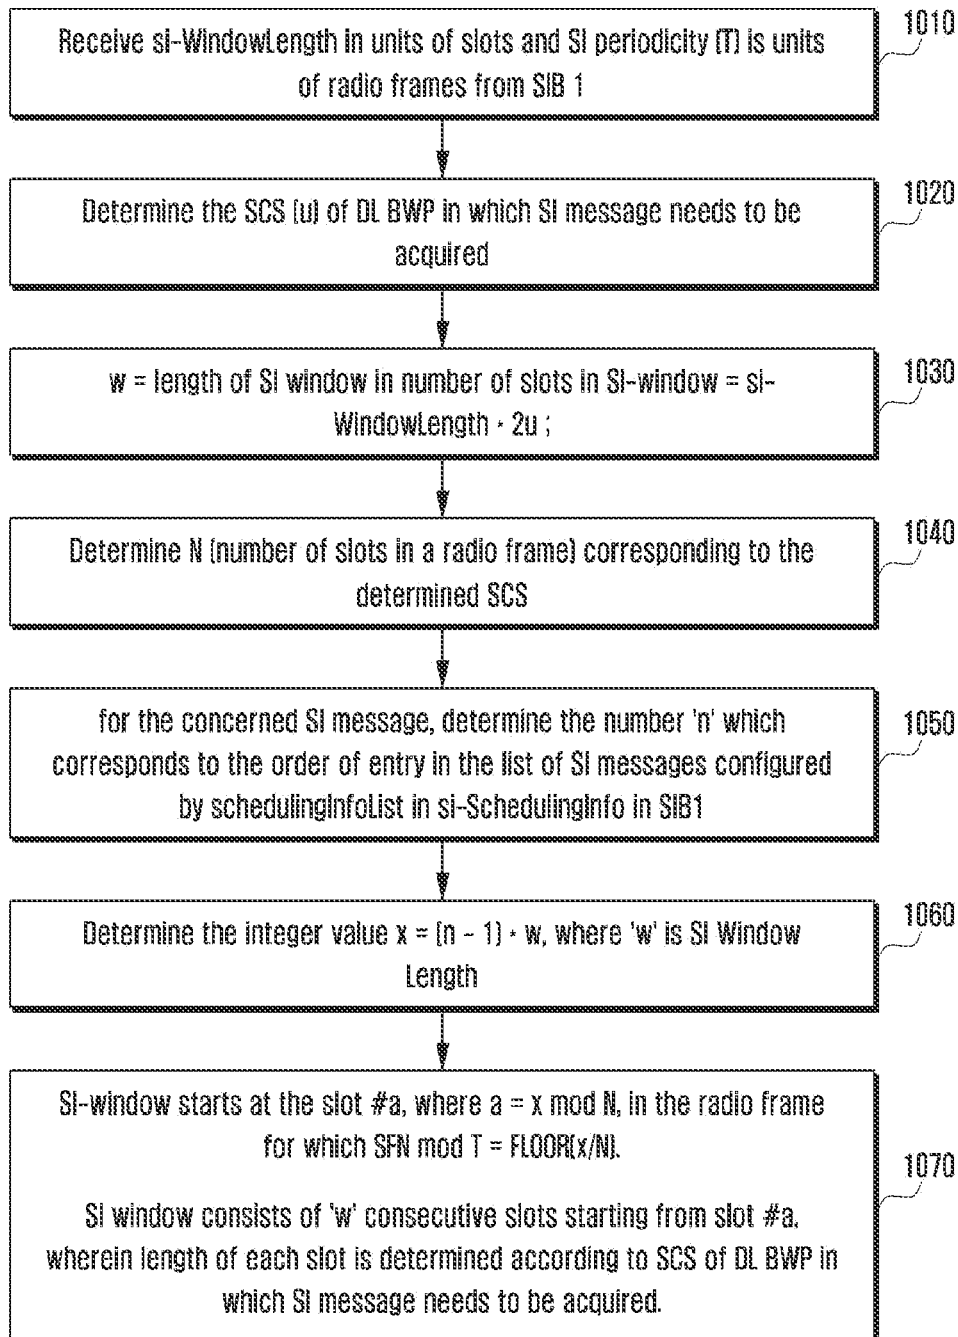 Receive si-WindowLength in units of slots and SI periodicity (T) is units
of radio frames from SIB 1
1010
Determine the SCS (u) of DL BWP in which SI message needs to be
acquired
1020
w = length of SI window in number of slots in SI-window = si-
WindowLength * 2u ;
1030
Determine N (number of slots in a radio frame) corresponding to the
determined SCS
1040
for the concerned SI message, determine the number 'n' which
corresponds to the order of entry in the list of SI messages configured
by schedulingInfoList in si-SchedulingInfo in SIB1
1050
Determine the integer value x = (n - 1) * w, where 'w' is SI Window
Length
1060
SI-window starts at the slot #a, where a = x mod N, in the radio frame
for which SFN mod T = FLOOR(x/N).
SI window consists of 'w' consecutive slots starting from slot #a.
wherein length of each slot is determined according to SCS of DL BWP in
which SI message needs to be acquired.
1070